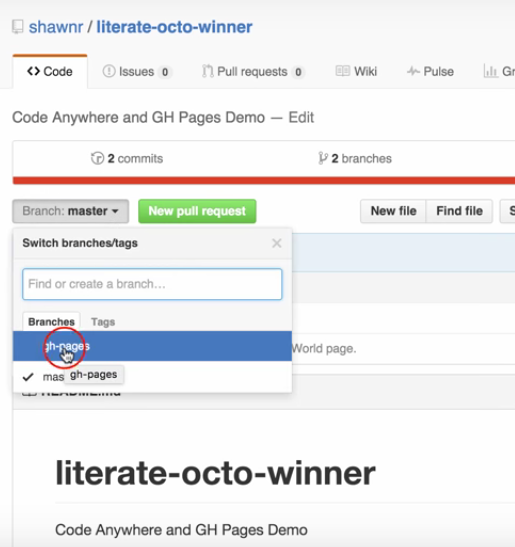 shawnr / literate-octo-winner
Code Issues 0 Pull requests 0 Wiki Pulse Gr
Code Anywhere and GH Pages Demo — Edit
2 commits 2 branches
Branch: master New pull request New file Find file S
Switch branches/tags ×
Find or create a branch...
Branches Tags
gh-pages
World page.
mas gh-pages
README.md
literate-octo-winner
Code Anywhere and GH Pages Demo